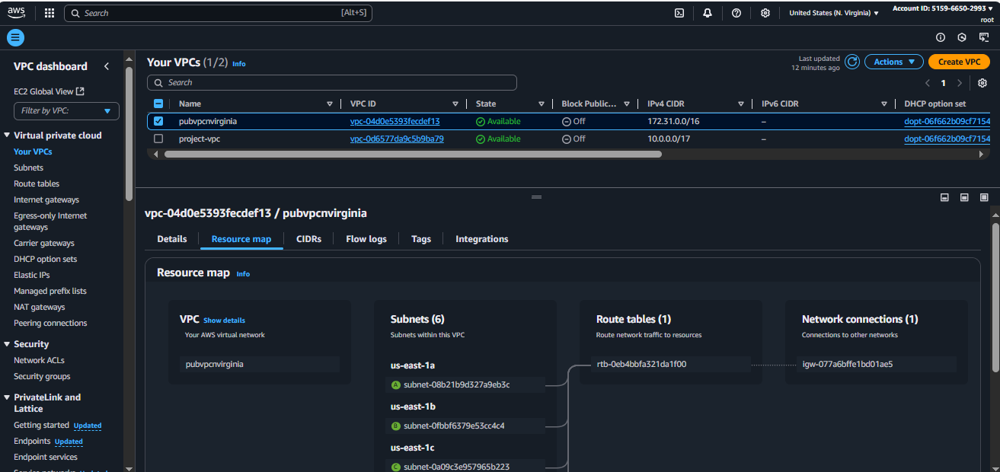 aws Search [Alt+S] United States (N. Virginia) Account ID: 5159-6650-2993
root
VPC dashboard
EC2 Global View
Filter by VPC:
Virtual private cloud
Your VPCs
Subnets
Route tables
Internet gateways
Egress-only Internet
gateways
Carrier gateways
DHCP option sets
Elastic IPs
Managed prefix lists
NAT gateways
Peering connections
Security
Network ACLs
Security groups
PrivateLink and
Lattice
Getting started Updated
Endpoints Updated
Endpoint services
Your VPCs (1/2) Info
Last updated
12 minutes ago
Actions
Create VPC
Search
1
Name VPC ID State Block Public... IPv4 CIDR IPv6 CIDR DHCP option set
pubvpcnvirginia vpc-04d0e5393fecdef13 Available Off 172.31.0.0/16 – dopt-06f662b09cf7154
project-vpc vpc-0d6577da9c5b9ba79 Available Off 10.0.0.0/17 – dopt-06f662b09cf7154
vpc-04d0e5393fecdef13 / pubvpcnvirginia
Details Resource map CIDRs Flow logs Tags Integrations
Resource map Info
VPC Show details
Your AWS virtual network
pubvpcnvirginia
Subnets (6)
Subnets within this VPC
us-east-1a
A subnet-08b21b9d327a9eb3c
us-east-1b
B subnet-0fbbf6379e53cc4c4
us-east-1c
C subnet-0a09c3e957965b223
Route tables (1)
Route network traffic to resources
rtb-0eb4bbfa321da1f00
Network connections (1)
Connections to other networks
igw-077a6bffe1bd01ae5